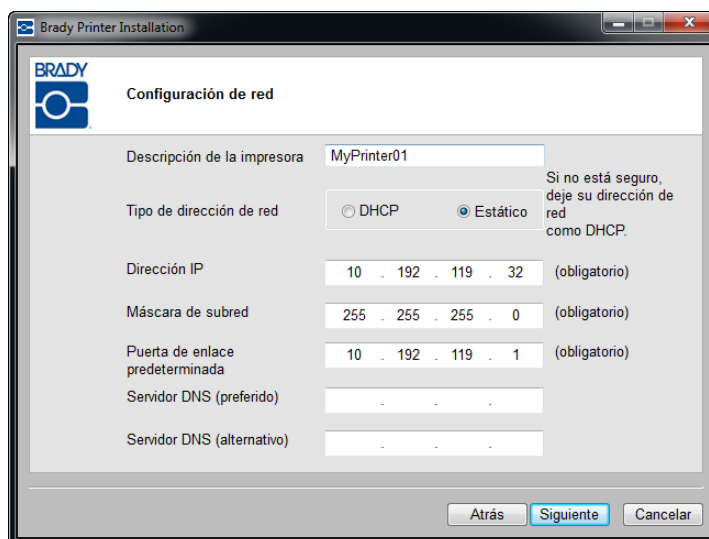 Brady Printer Installation
BRADY
Configuración de red
Descripción de la impresora
MyPrinter01
Tipo de dirección de red
DHCP
Estático
Si no está seguro,
deje su dirección de
red
como DHCP.
Dirección IP
10 . 192 . 119 . 32
(obligatorio)
Máscara de subred
255 . 255 . 255 . 0
(obligatorio)
Puerta de enlace
predeterminada
10 . 192 . 119 . 1
(obligatorio)
Servidor DNS (preferido)
. . .
Servidor DNS (alternativo)
. . .
Atrás
Siguiente
Cancelar